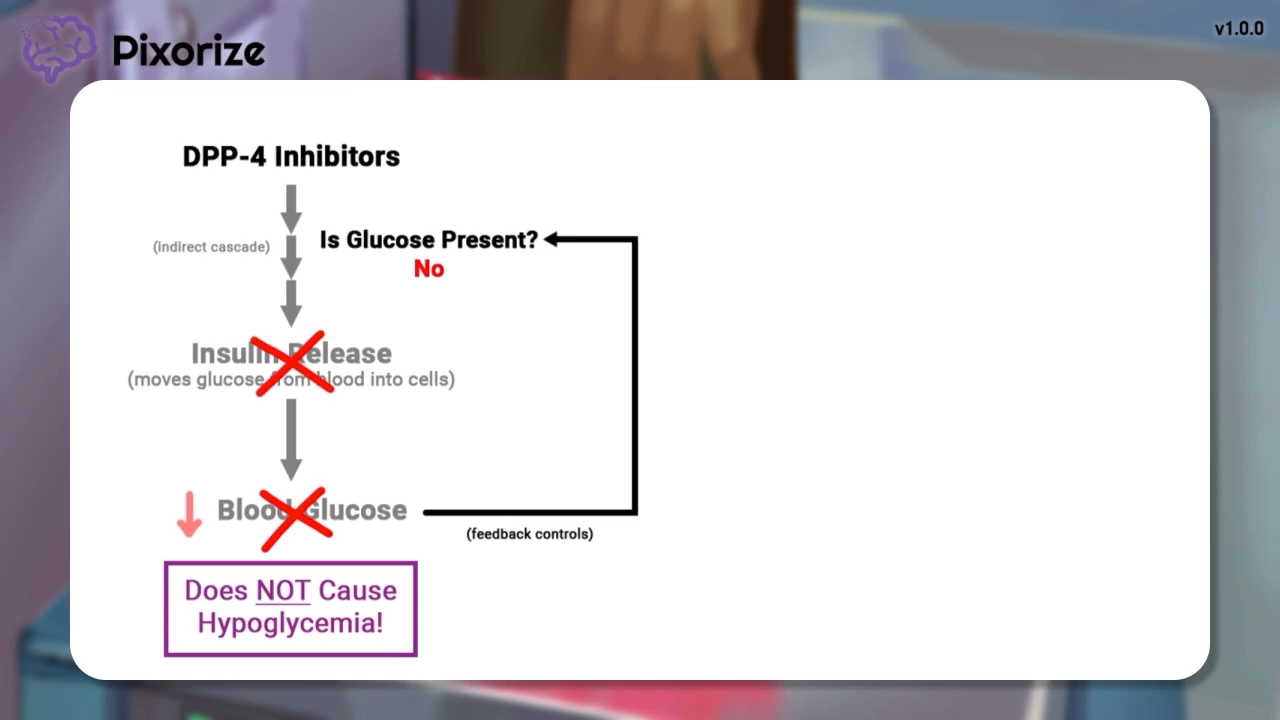 Pixorize
v1.0.0
DPP-4 Inhibitors
(indirect cascade)
Is Glucose Present?
No
Insulin Release
(moves glucose from blood into cells)
Blood Glucose
(feedback controls)
Does NOT Cause
Hypoglycemia!